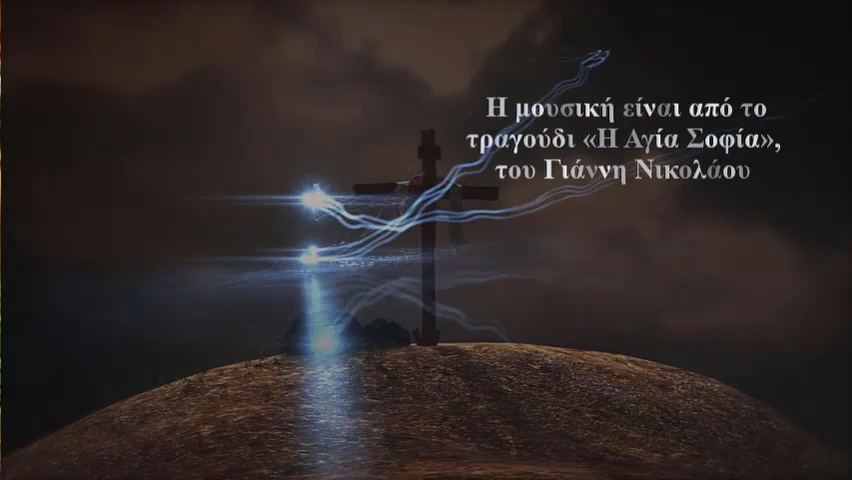 Η μουσική είναι από το
τραγούδι «Η Αγία Σοφία»,
του Γιάννη Νικολάου